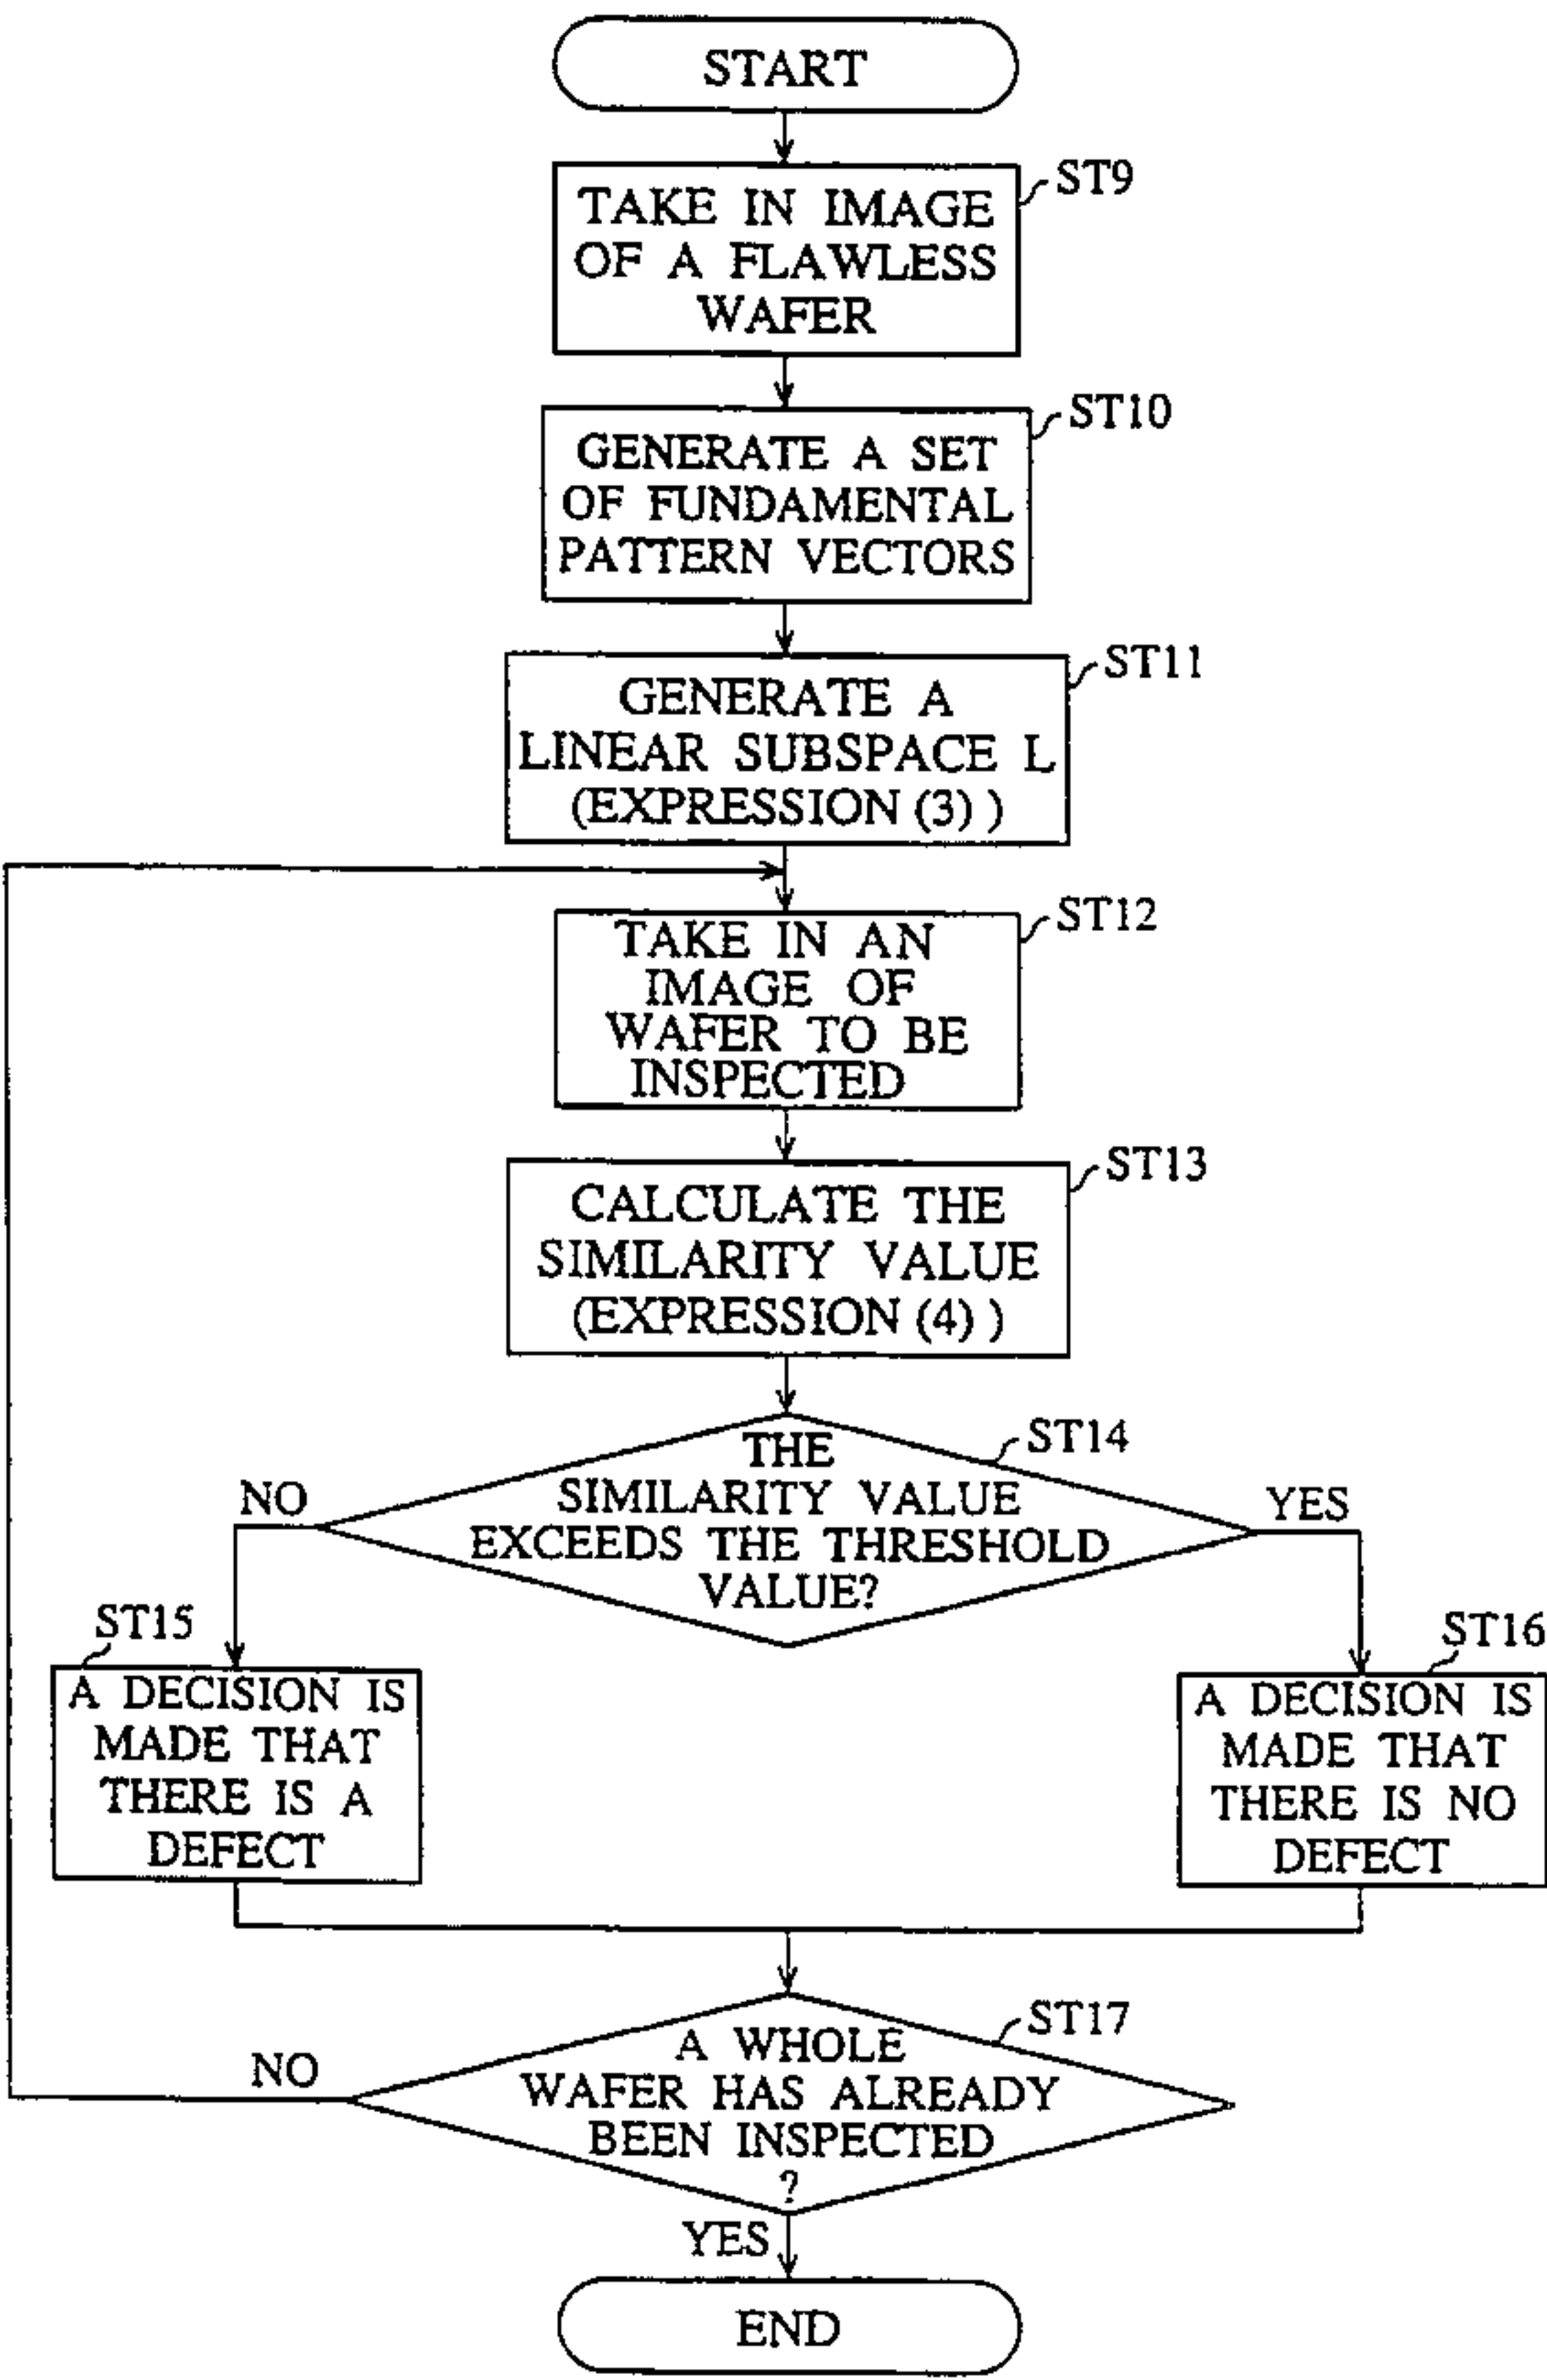 START
ST9
TAKE IN IMAGE
OF A FLAWLESS
WAFER
ST10
GENERATE A SET
OF FUNDAMENTAL
PATTERN VECTORS
ST11
GENERATE A
LINEAR SUBSPACE L
(EXPRESSION (3) )
ST12
TAKE IN AN
IMAGE OF
WAFER TO BE
INSPECTED
ST13
CALCULATE THE
SIMILARITY VALUE
(EXPRESSION (4) )
ST14
THE
SIMILARITY VALUE
EXCEEDS THE THRESHOLD
VALUE?
NO
YES
ST15
A DECISION IS
MADE THAT
THERE IS A
DEFECT
ST16
A DECISION IS
MADE THAT
THERE IS NO
DEFECT
ST17
A WHOLE
WAFER HAS ALREADY
BEEN INSPECTED
?
NO
YES
END